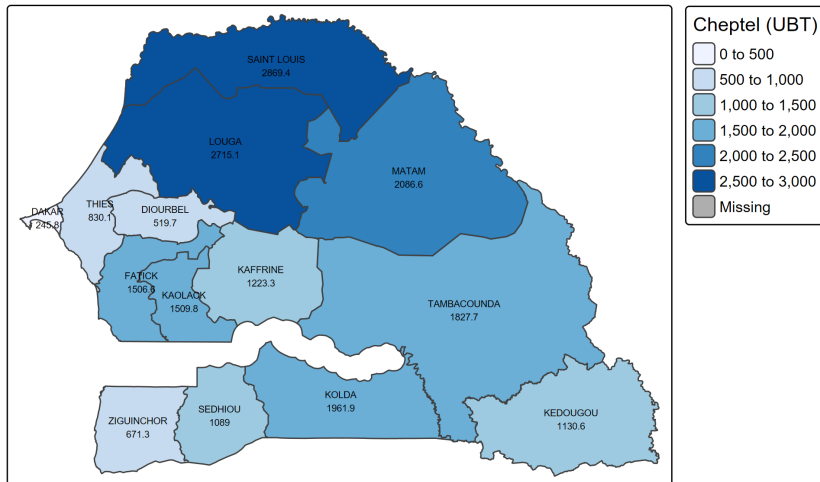 Cheptel (UBT)
0 to 500
500 to 1,000
1,000 to 1,500
1,500 to 2,000
2,000 to 2,500
2,500 to 3,000
Missing
SAINT LOUIS
2869.4
LOUGA
2715.1
MATAM
2086.6
DAKAR
245.8
THIES
830.1
DIOURBEL
519.7
FATICK
1506.6
KAOLACK
1509.8
KAFFRINE
1223.3
TAMBACOUNDA
1827.7
ZIGUINCHOR
671.3
SEDHIOU
1089
KOLDA
1961.9
KEDOUGOU
1130.6